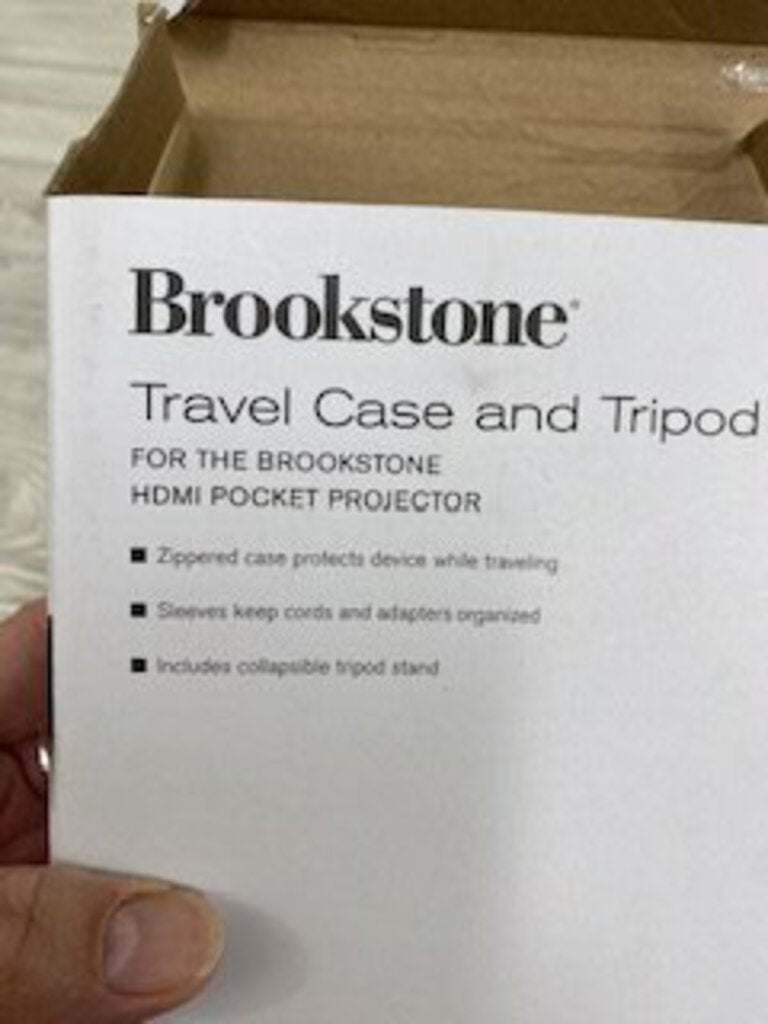 Brookstone®
Travel Case and Tripod
FOR THE BROOKSTONE
HDMI POCKET PROJECTOR
■ Zippered case protects device while traveling
■ Sleeves keep cords and adapters organized
■ Includes collapsible tripod stand